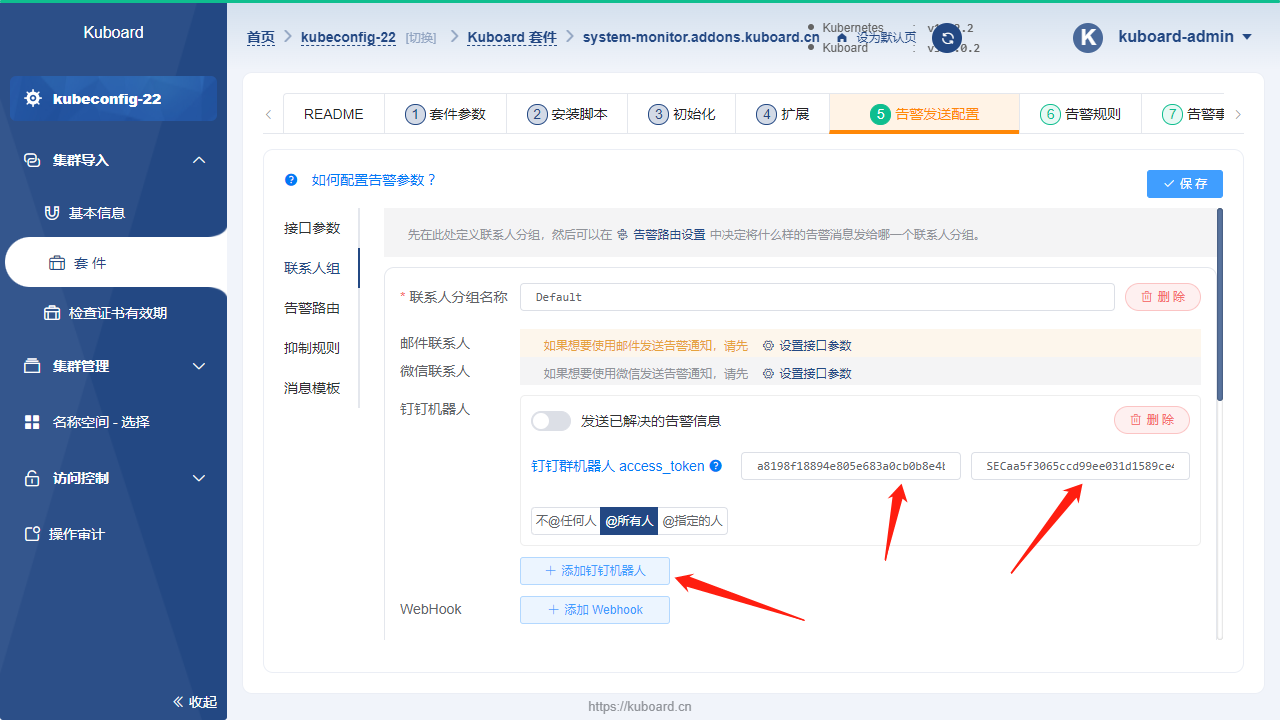 Kuboard
kubeconfig-22
集群导入
基本信息
套 件
检查证书有效期
集群管理
名称空间 - 选择
访问控制
操作审计
收起
首页
kubeconfig-22
[切换]
Kuboard 套件
system-monitor.addons.kuboard.cn
设为默认页
Kubernetes :
Kuboard :
K
kuboard-admin
README
1 套件参数
2 安装脚本
3 初始化
4 扩展
5 告警发送配置
6 告警规则
7 告警
如何配置告警参数？
保 存
接口参数
联系人组
告警路由
抑制规则
消息模板
先在此处定义联系人分组，然后可以在 告警路由设置 中决定将什么样的告警消息发给哪一个联系人分组。
* 联系人分组名称
Default
删 除
邮件联系人
如果想要使用邮件发送告警通知，请先 设置接口参数
微信联系人
如果想要使用微信发送告警通知，请先 设置接口参数
钉钉机器人
发送已解决的告警信息
删 除
钉钉群机器人 access_token
a8198f18894e805e683a0cb0b8e4b
SECaa5f3065ccd99ee031d1589ce4
不@任何人
@所有人
@指定的人
添加钉钉机器人
WebHook
添加 Webhook
https://kuboard.cn